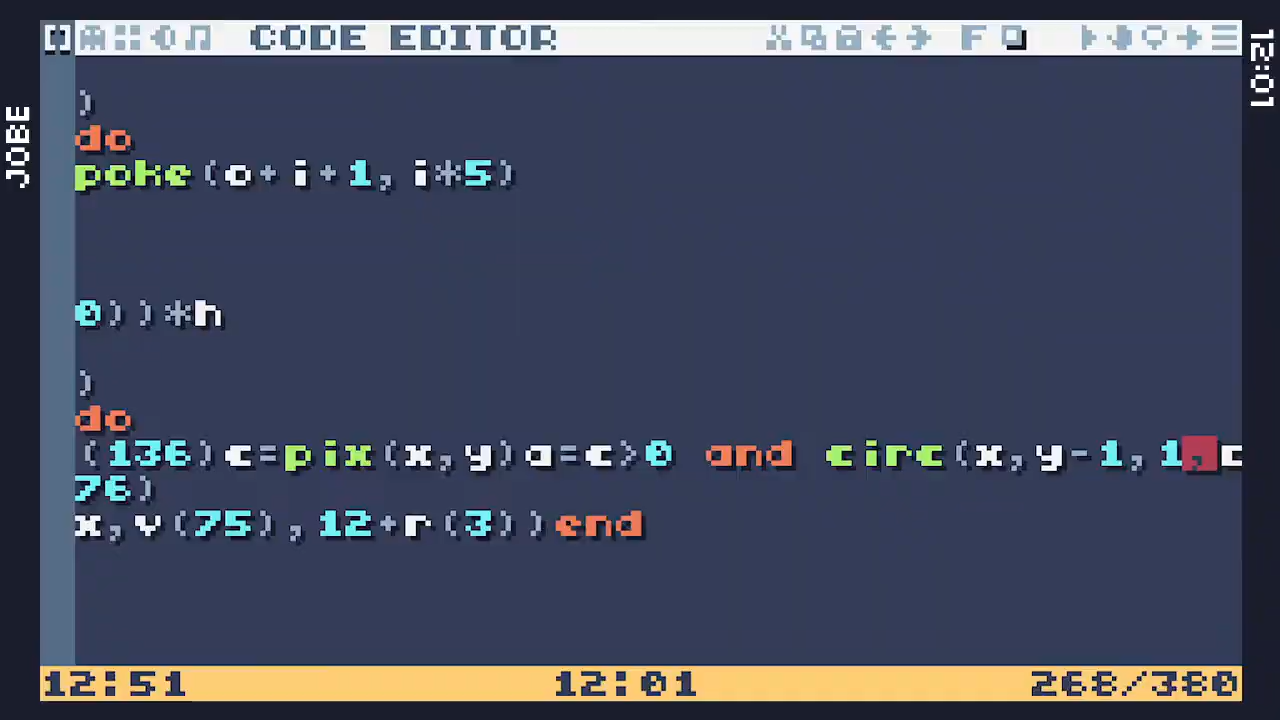 CODE EDITOR
F
JOBE
12:01
)
do
poke(o+i+1, i*5)
0))*h
)
do
(136)c=pix(x,y)a=c>0 and circ(x,y-1,1,c
76)
x,v(75),12+r(3))end
12:51 12:01 268/380